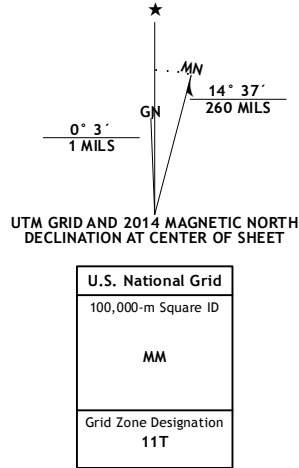 ★
MN
GN
14° 37´
260 MILS
0° 3´
1 MILS
UTM GRID AND 2014 MAGNETIC NORTH
DECLINATION AT CENTER OF SHEET
U.S. National Grid
100,000-m Square ID
MM
Grid Zone Designation
11T